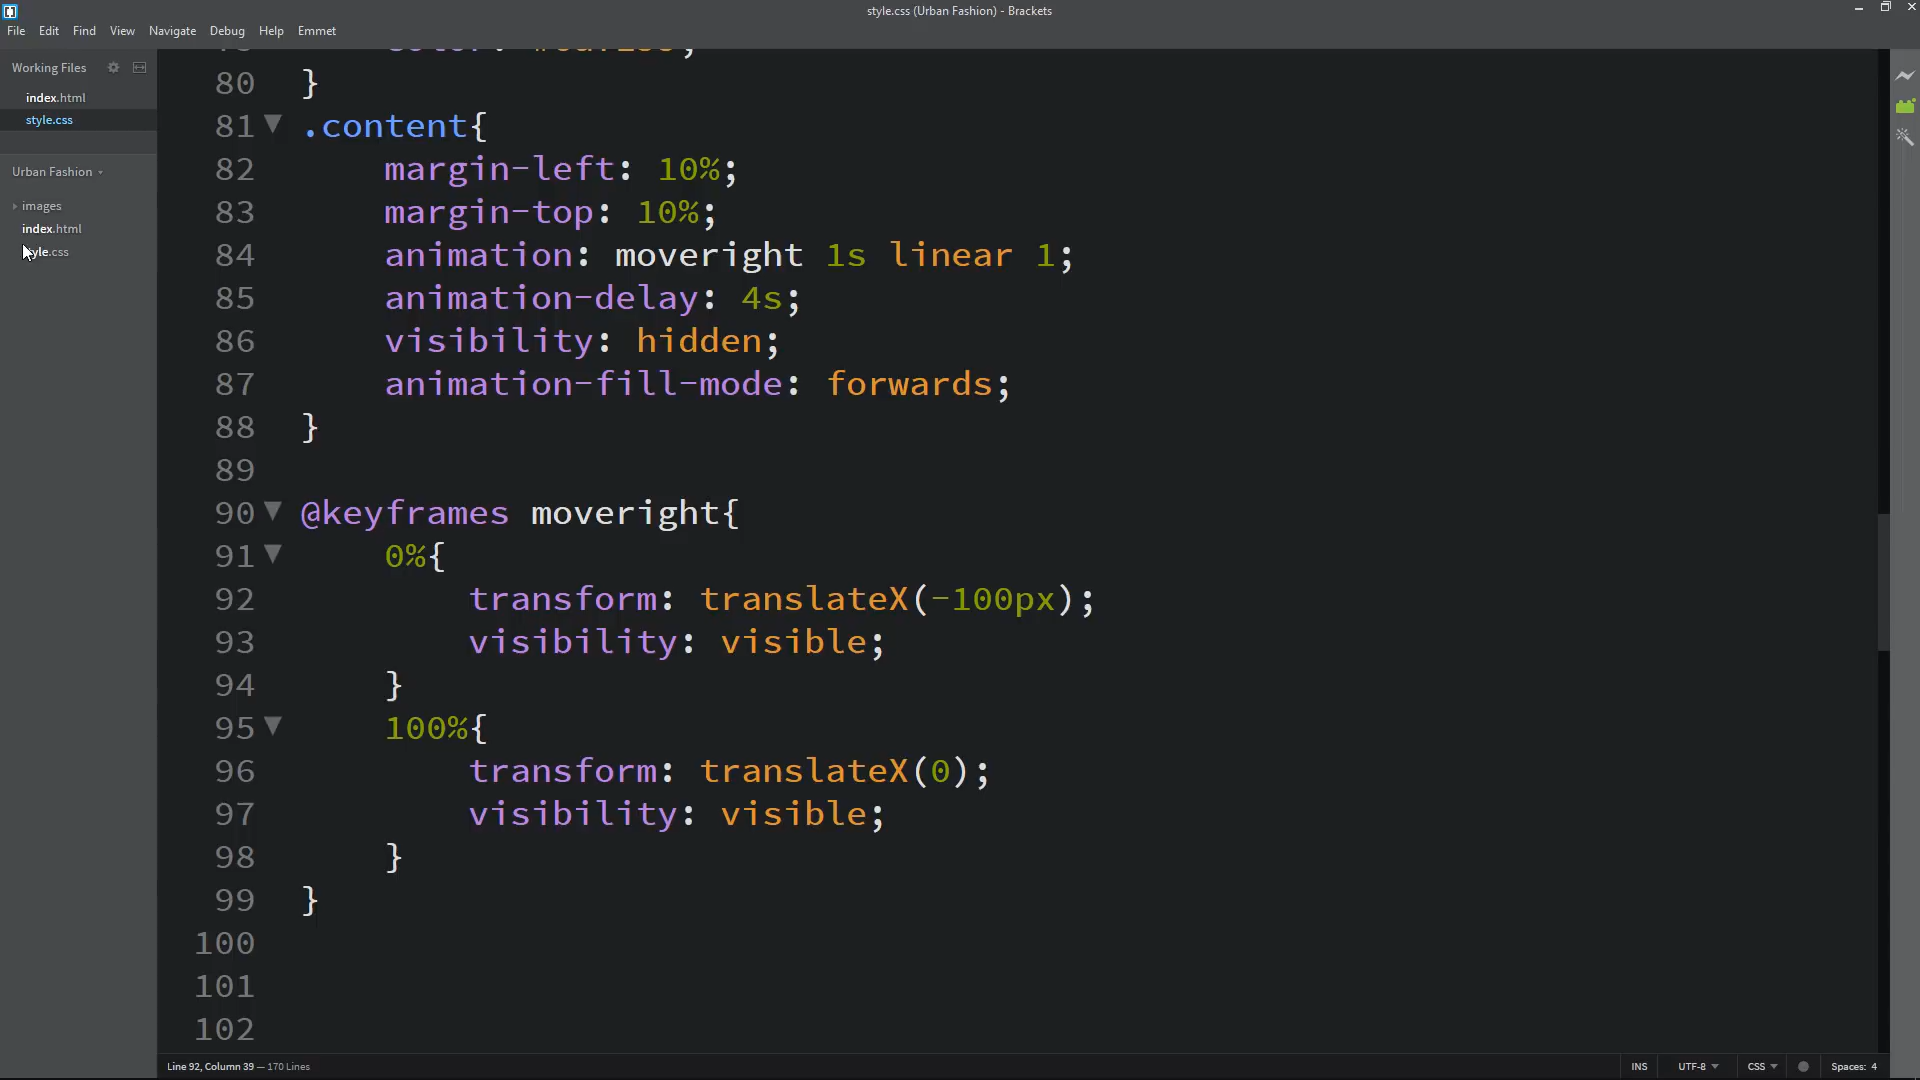 style.css (Urban Fashion) - Brackets
File Edit Find View Navigate Debug Help Emmet
Working Files
index.html
style.css
Urban Fashion
images
index.html
80 }
81 .content{
82 margin-left: 10%;
83 margin-top: 10%;
84 animation: moveright 1s linear 1;
85 animation-delay: 4s;
86 visibility: hidden;
87 animation-fill-mode: forwards;
88 }
89
90 @keyframes moveright{
91 0%{
92 transform: translateX(-100px);
93 visibility: visible;
94 }
95 100%{
96 transform: translateX(0);
97 visibility: visible;
98 }
99 }
100
101
102
Line 92, Column 39 — 170 Lines
INS UTF-8 CSS Spaces: 4